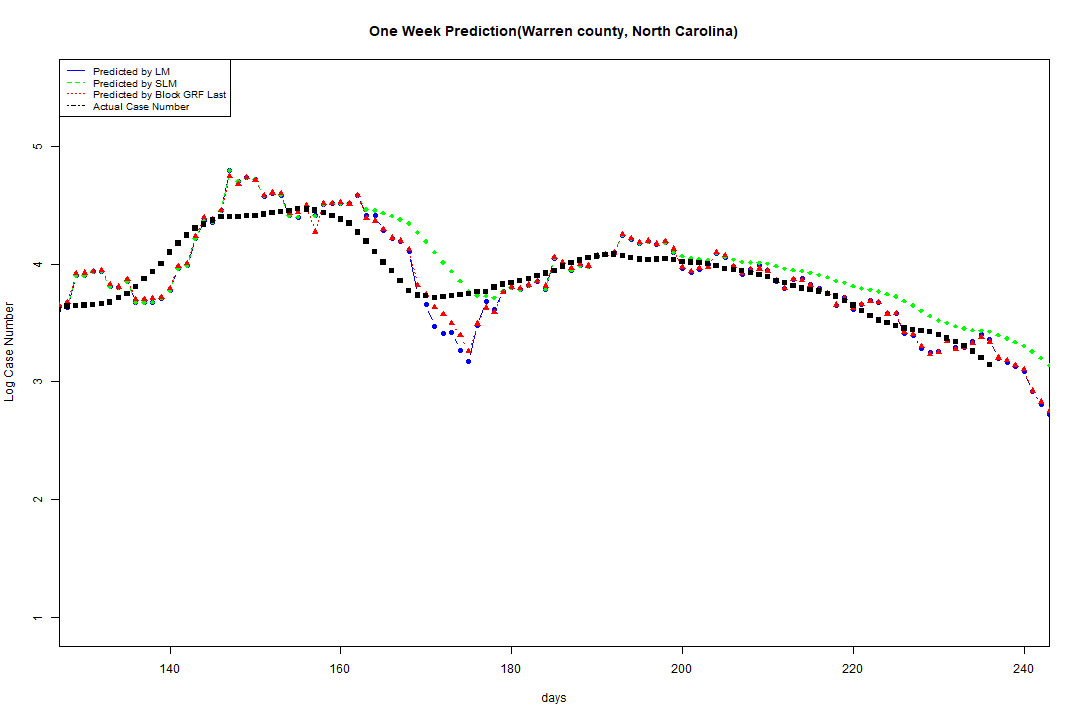 One Week Prediction(Warren county, North Carolina)
Predicted by LM
Predicted by SLM
Predicted by Block GRF Last
Actual Case Number
5
4
3
2
1
Log Case Number
140 160 180 200 220 240
days